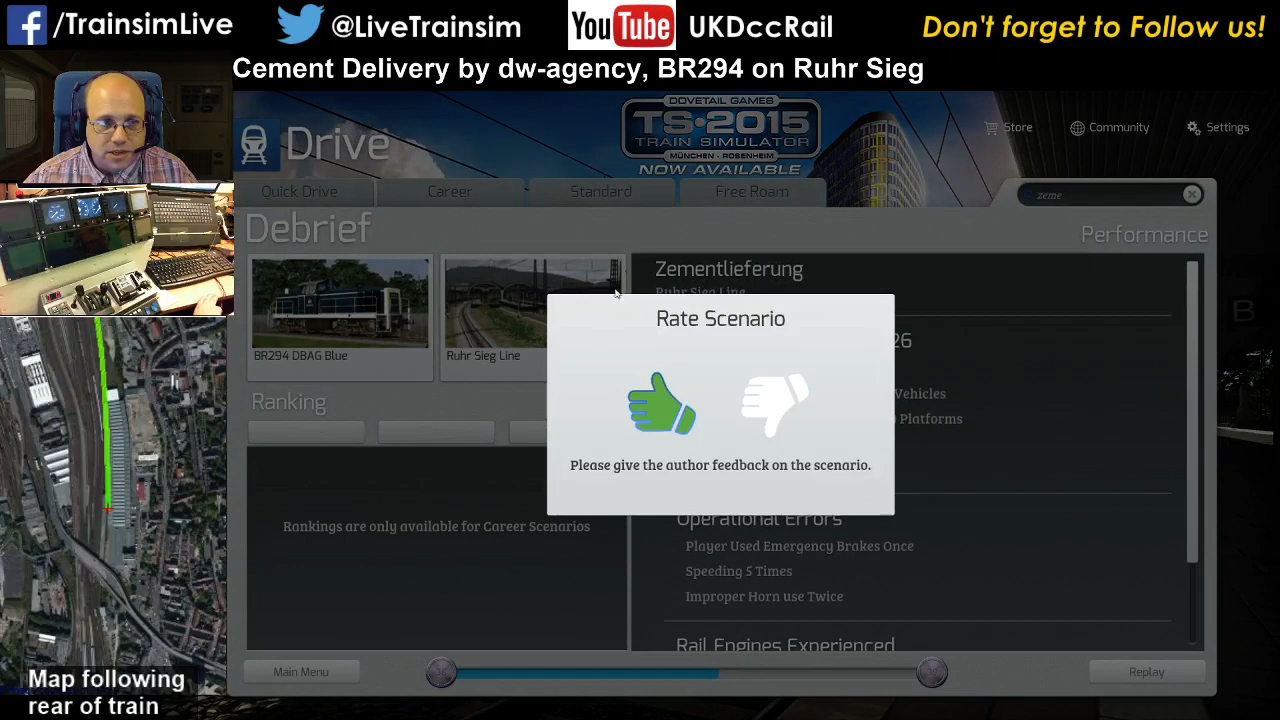 f /TrainsimLive @LiveTrainsim YouTube UKDccRail Don't forget to Follow us!
Cement Delivery by dw-agency, BR294 on Ruhr Sieg
DOVETAIL GAMES
TS·2015
TRAIN SIMULATOR
MÜNCHEN - ROSENHEIM
NOW AVAILABLE
Drive
Store Community Settings
Quick Drive Career Standard Free Roam zeme
Debrief
Performance
BR294 DBAG Blue
Ruhr Sieg Line
Zementlieferung
Ruhr Sieg Line
26
Vehicles
Platforms
Rate Scenario
Please give the author feedback on the scenario.
Ranking
Rankings are only available for Career Scenarios
Operational Errors
Player Used Emergency Brakes Once
Speeding 5 Times
Improper Horn use Twice
Rail Engines Experienced
Main Menu
Replay
Map following
rear of train